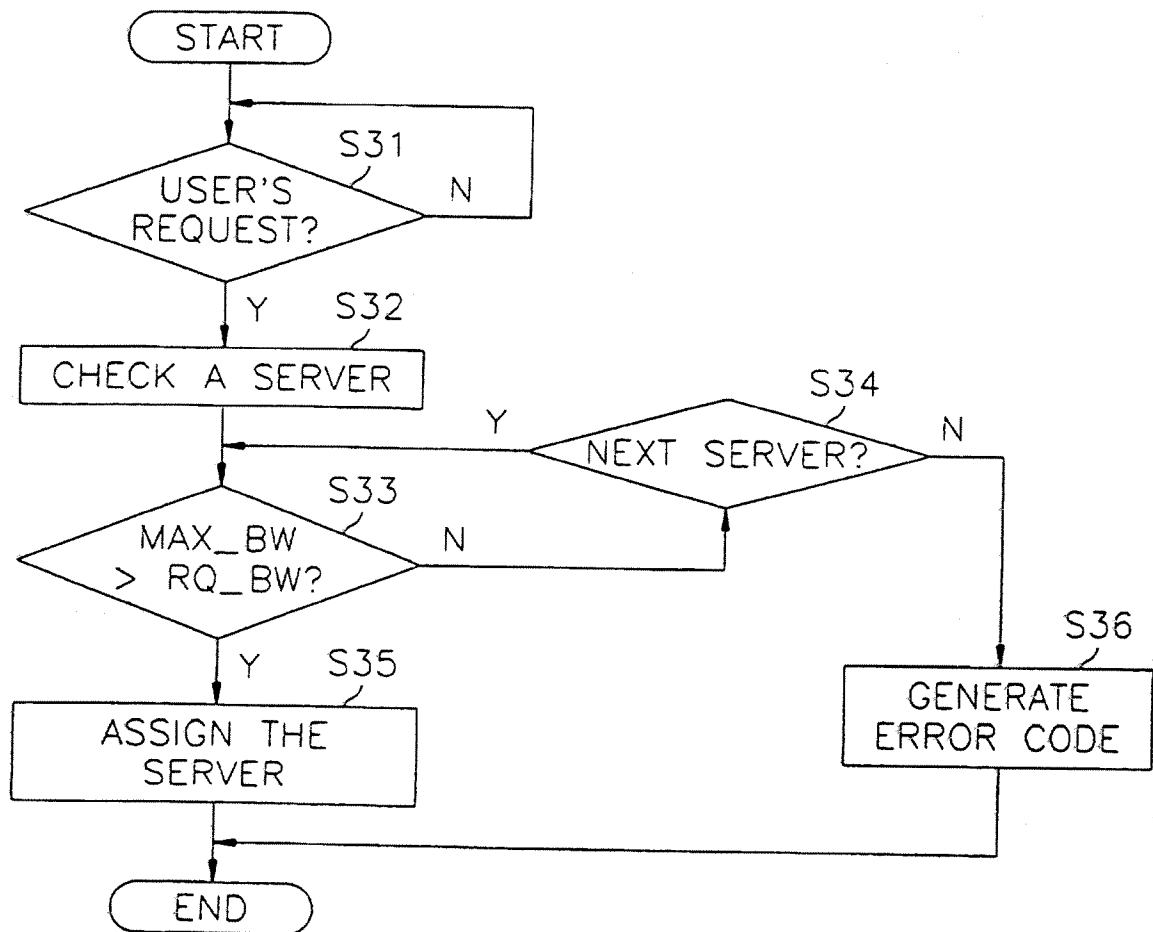 START
S31
USER'S
REQUEST?
N
Y
S32
CHECK A SERVER
S34
Y
NEXT SERVER?
N
S33
MAX_BW
> RQ_BW?
N
Y
S35
ASSIGN THE
SERVER
S36
GENERATE
ERROR CODE
END